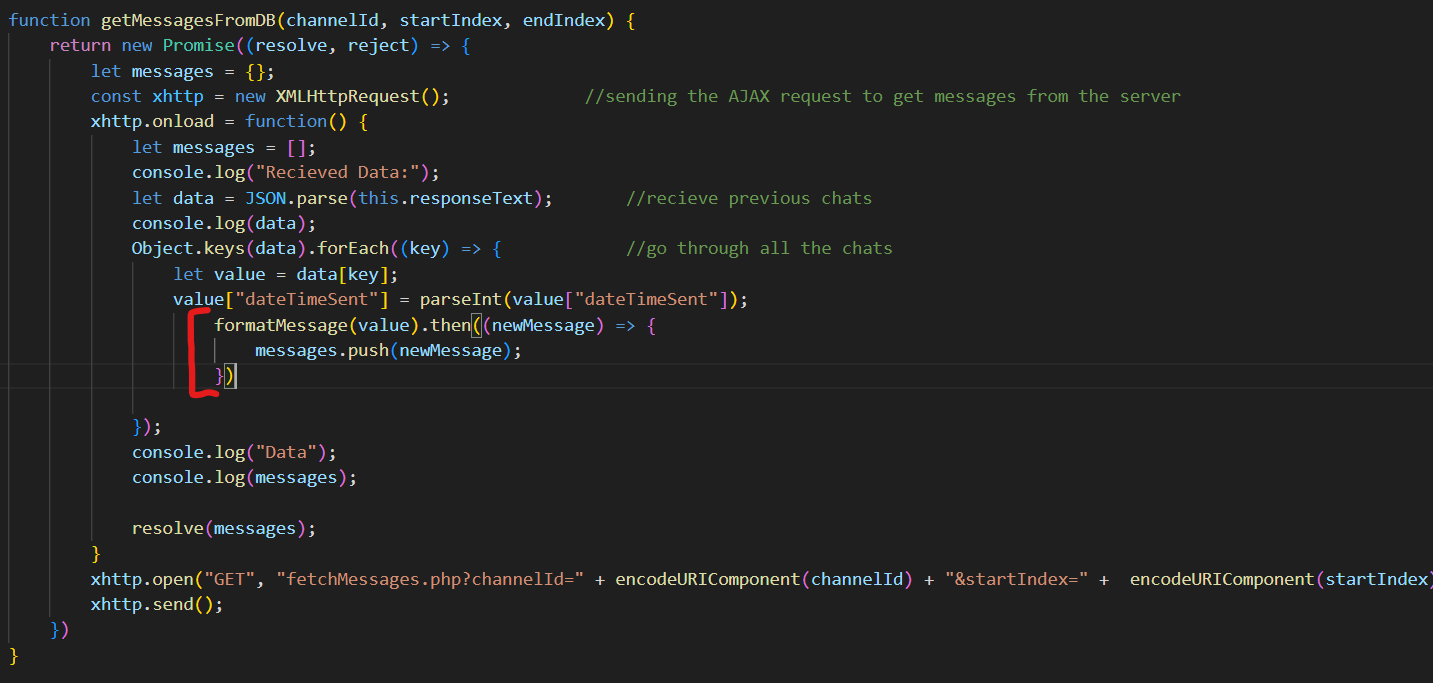 function getMessagesFromDB(channelId, startIndex, endIndex) {
    return new Promise((resolve, reject) => {
        let messages = {};
        const xhttp = new XMLHttpRequest();             //sending the AJAX request to get messages from the server
        xhttp.onload = function() {
            let messages = [];
            console.log("Recieved Data:");
            let data = JSON.parse(this.responseText);       //recieve previous chats
            console.log(data);
            Object.keys(data).forEach((key) => {            //go through all the chats
                let value = data[key];
                value["dateTimeSent"] = parseInt(value["dateTimeSent"]);
                    formatMessage(value).then((newMessage) => {
                        messages.push(newMessage);
                    })
            });
            console.log("Data");
            console.log(messages);
            resolve(messages);
        }
        xhttp.open("GET", "fetchMessages.php?channelId=" + encodeURIComponent(channelId) + "&startIndex=" +  encodeURIComponent(startIndex)
        xhttp.send();
    })
}